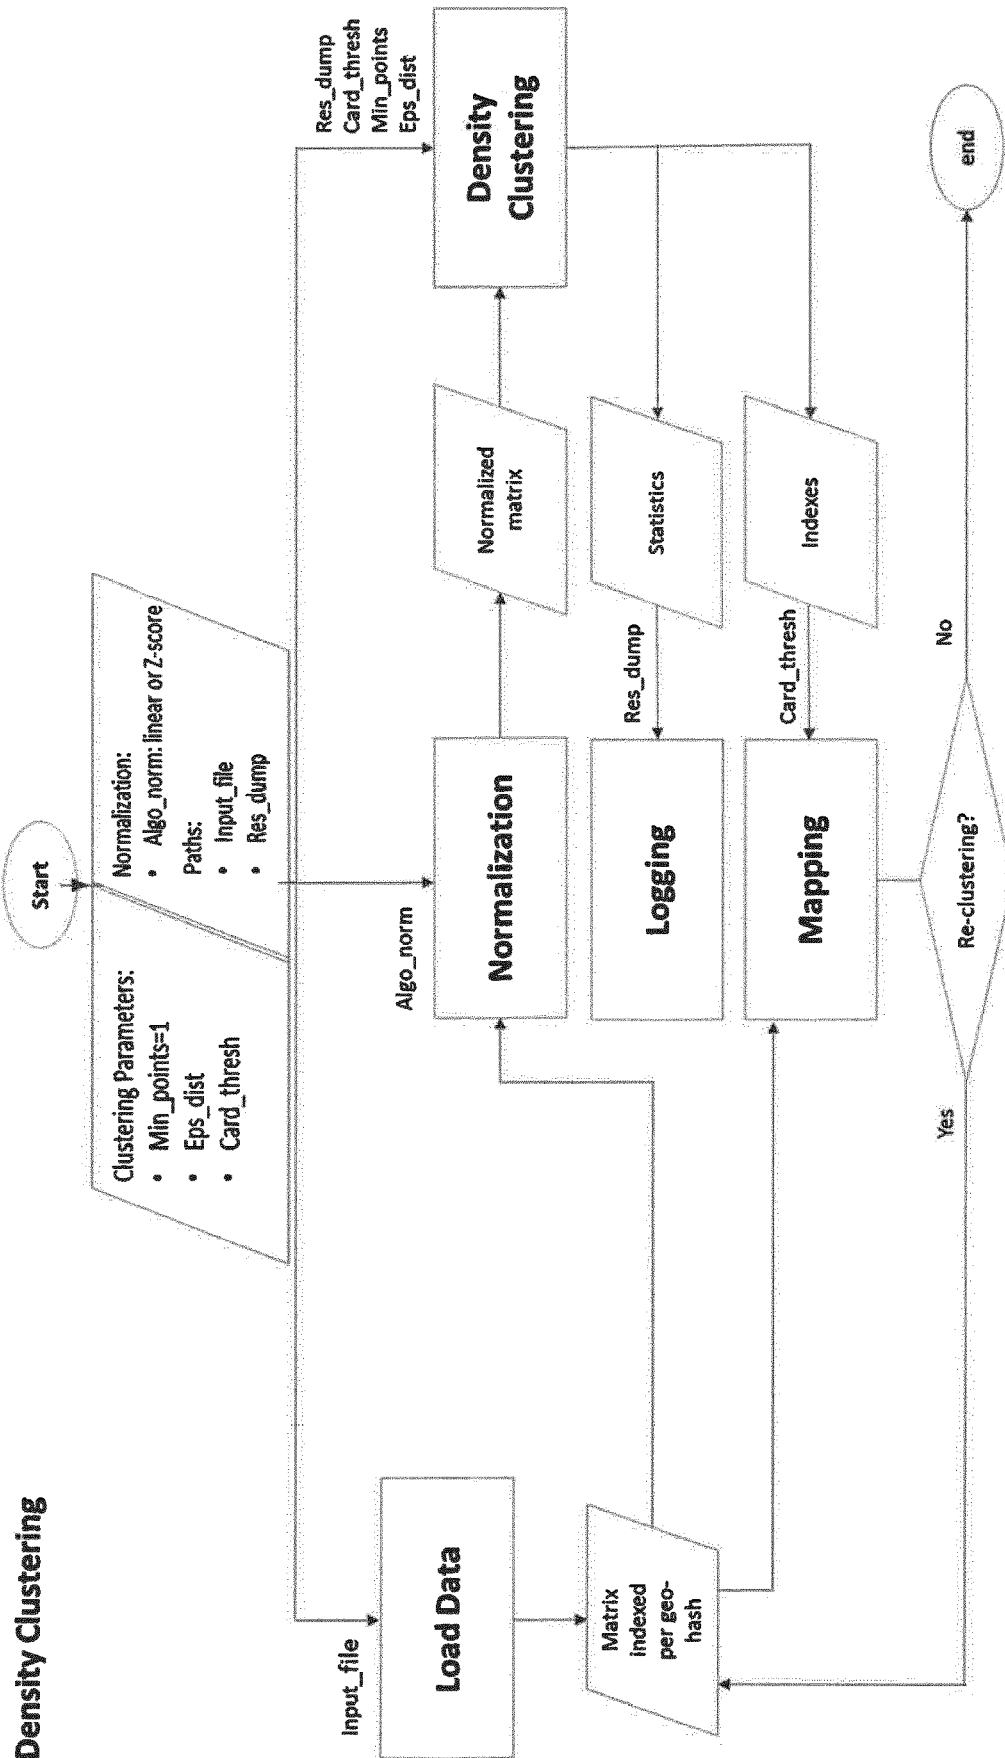 Density Clustering
Start
Clustering Parameters:
• Min_points=1
• Eps_dist
• Card_thresh
Normalization:
• Algo_norm: linear or Z-score
Paths:
• Input_file
• Res_dump
Input_file
Load Data
Matrix
indexed
per geo-
hash
Algo_norm
Normalization
Normalized
matrix
Res_dump
Card_thresh
Min_points
Eps_dist
Density
Clustering
Logging
Res_dump
Statistics
Mapping
Card_thresh
Indexes
Re-clustering?
Yes
No
end